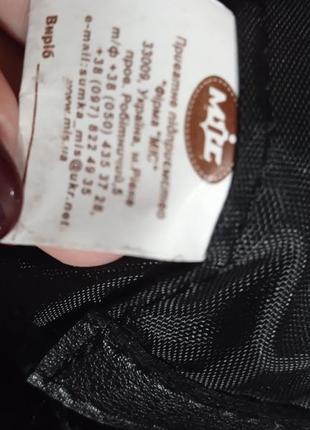 МІС
Приватне підприємство
"Фірма "МІС"
33009, Україна, м.Рівне
пров. Робітничий,5
т/ф +38 (050) 435 37 28,
+38 (097) 822 49 35
e-mail: sumka_mis@ukr.net
www.mis.ua
Виріб